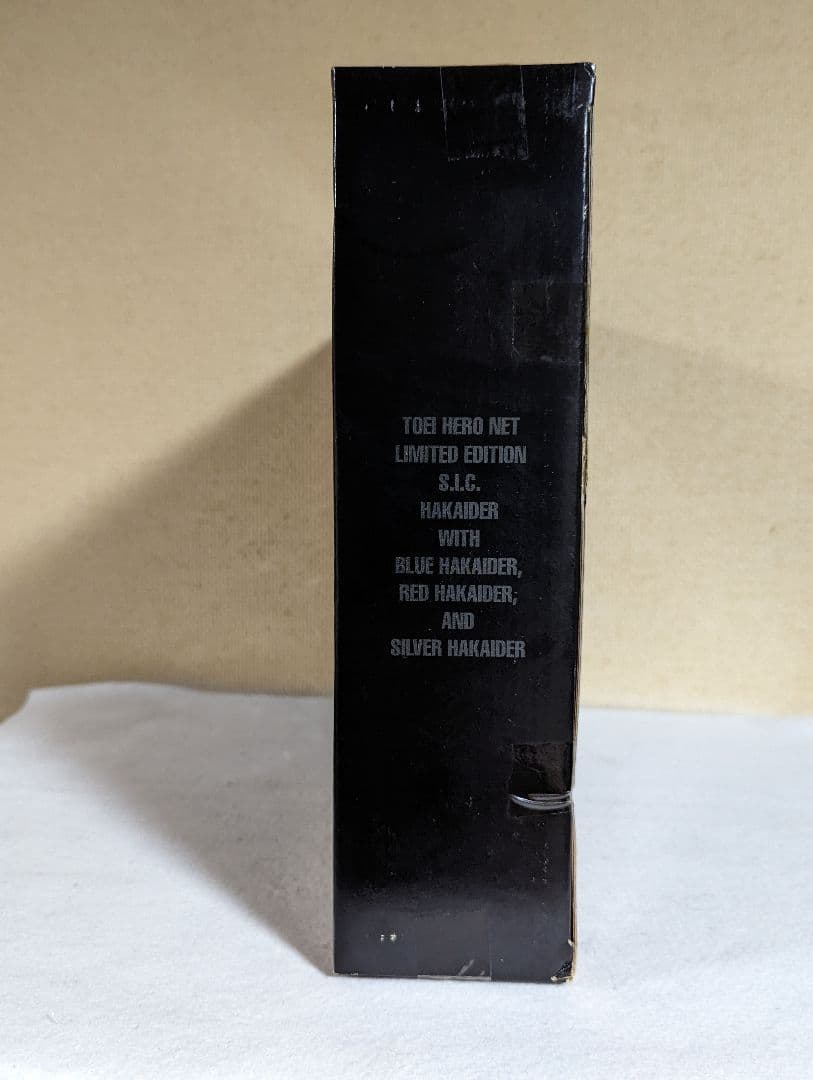 TOEI HERO NET
LIMITED EDITION
S.I.C.
HAKAIDER
WITH
BLUE HAKAIDER,
RED HAKAIDER;
AND
SILVER HAKAIDER